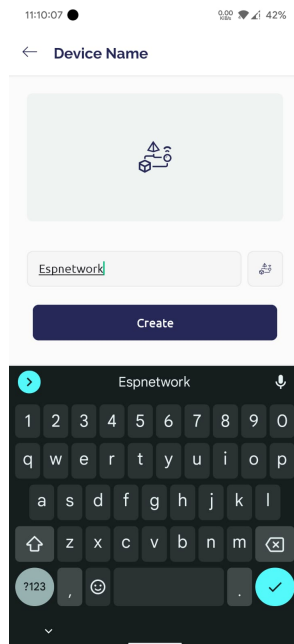 11:10:07 0.00 KiB/s 42%
Device Name
Espnetwork
Create
Espnetwork
1 2 3 4 5 6 7 8 9 0
q w e r t y u i o p
a s d f g h j k l
z x c v b n m
?123 , .